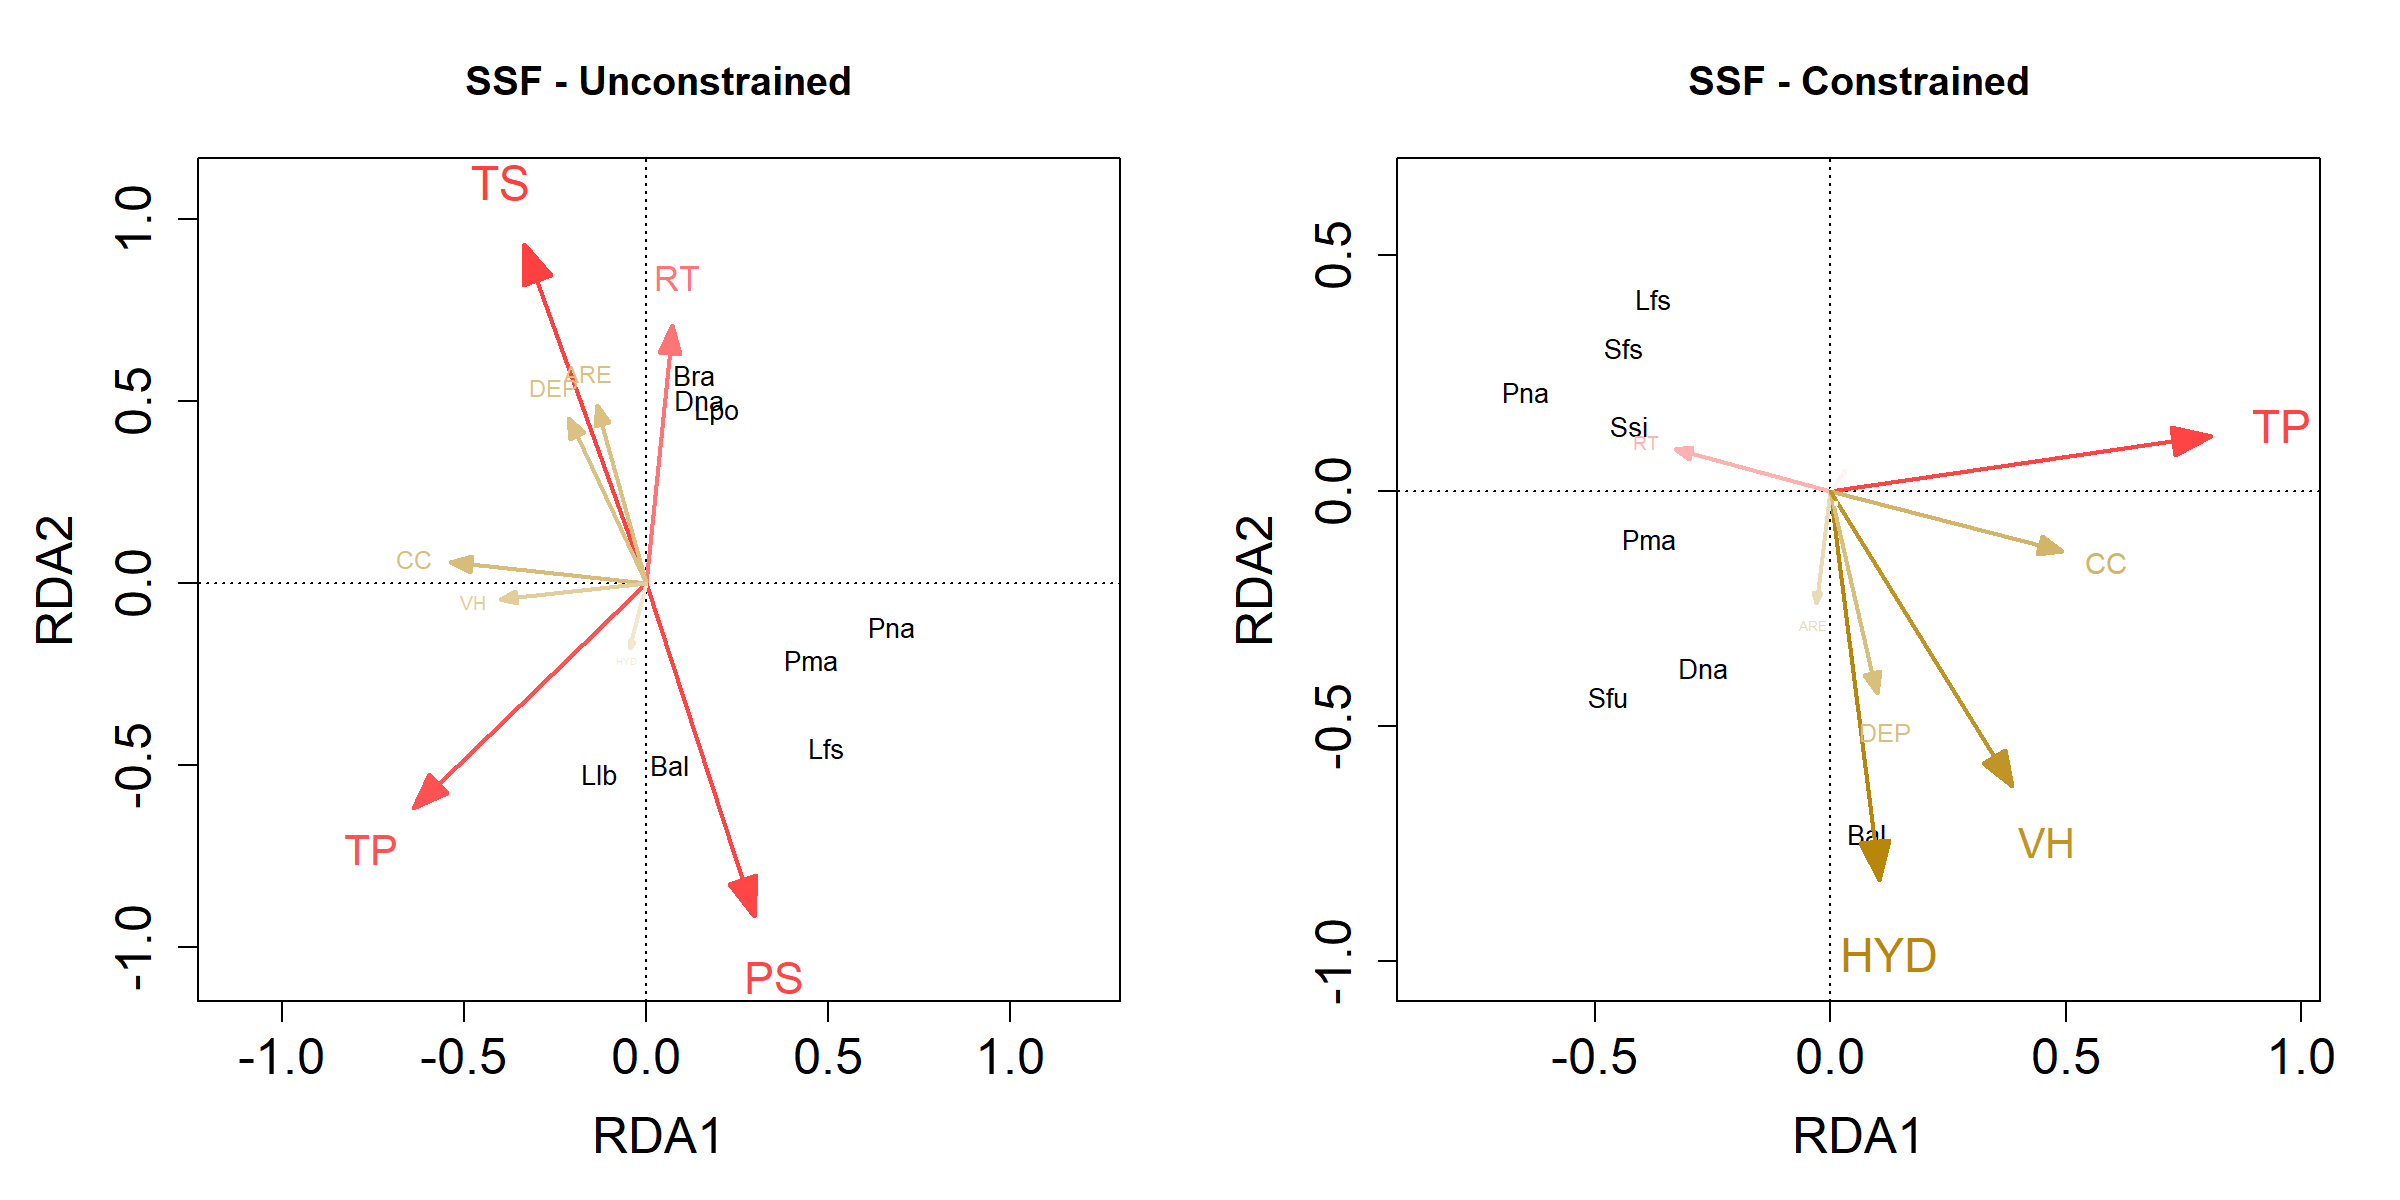 SSF - Unconstrained
TS
RT
Bra
ARE
DEP
Dna
Lpo
CC
VH
HYD
Pna
Pma
Lfs
Bal
Llb
TP
PS
1.0
0.5
0.0
-0.5
-1.0
RDA2
-1.0 -0.5 0.0 0.5 1.0
RDA1
SSF - Constrained
Lfs
Sfs
Pna
Ssi
RT
TP
Pma
CC
ARE
Dna
Sfu
DEP
Bal
VH
HYD
0.5
0.0
-0.5
-1.0
RDA2
-0.5 0.0 0.5 1.0
RDA1